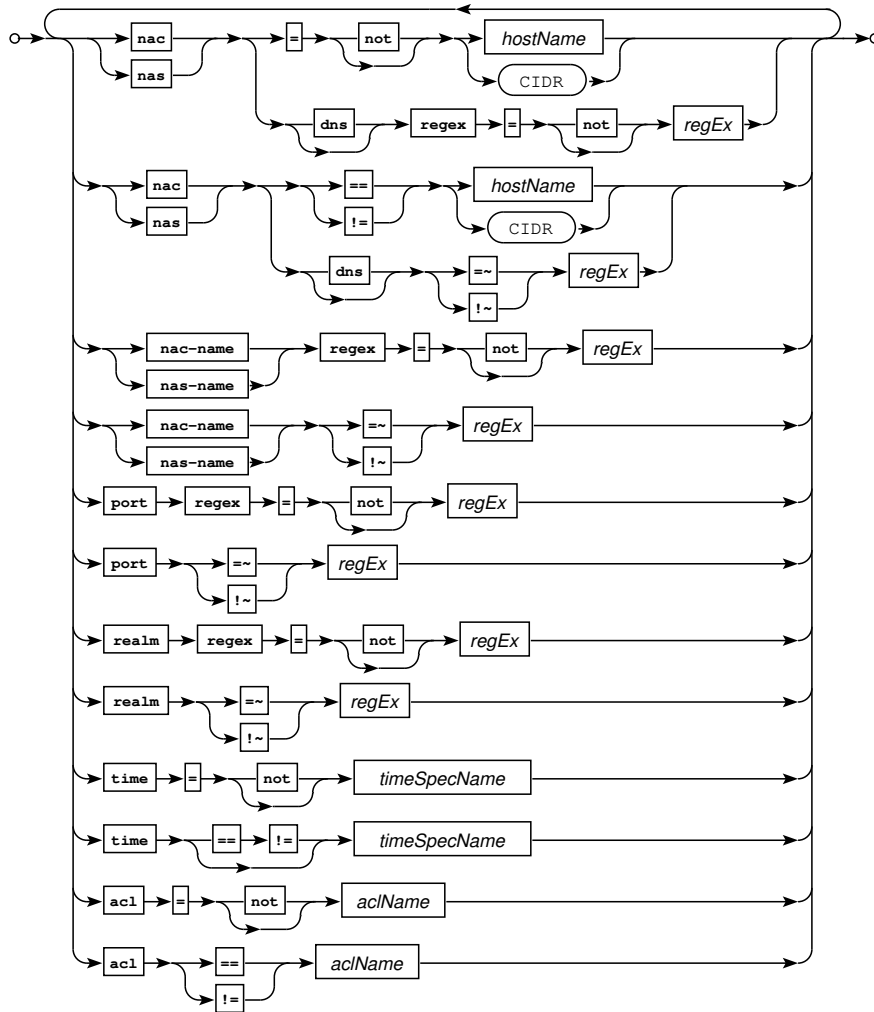 nac = not hostName
nas CIDR
dns regex = not regEx
nac == hostName
nas != CIDR
dns =~ regEx
!~
nac-name regex = not regEx
nas-name
nac-name =~ regEx
nas-name !~
port regex = not regEx
port =~ regEx
!~
realm regex = not regEx
realm =~ regEx
!~
time = not timeSpecName
time == != timeSpecName
acl = not aclName
acl == aclName
!=